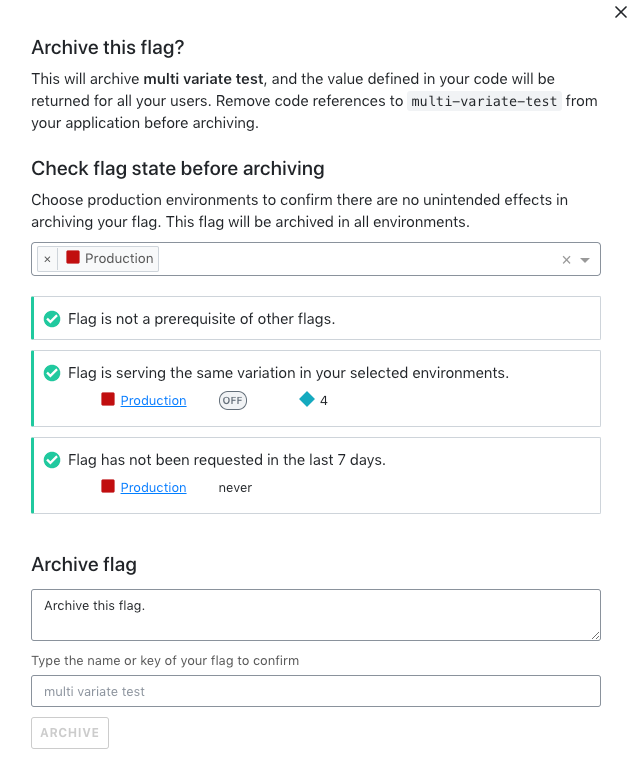 Archive this flag?
This will archive multi variate test, and the value defined in your code will be
returned for all your users. Remove code references to multi-variate-test from
your application before archiving.
Check flag state before archiving
Choose production environments to confirm there are no unintended effects in
archiving your flag. This flag will be archived in all environments.
× Production
Flag is not a prerequisite of other flags.
Flag is serving the same variation in your selected environments.
Production OFF 4
Flag has not been requested in the last 7 days.
Production never
Archive flag
Archive this flag.
Type the name or key of your flag to confirm
multi variate test
ARCHIVE